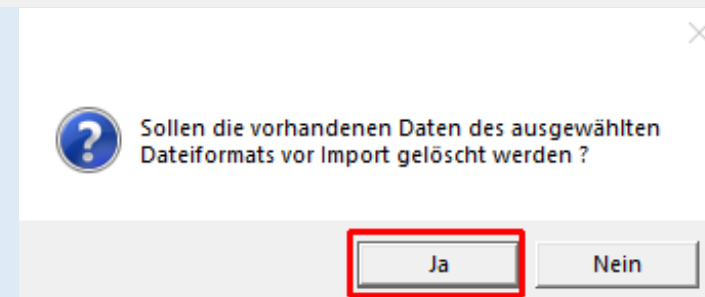 Sollen die vorhandenen Daten des ausgewählten
Dateiformats vor Import gelöscht werden ?
Ja
Nein